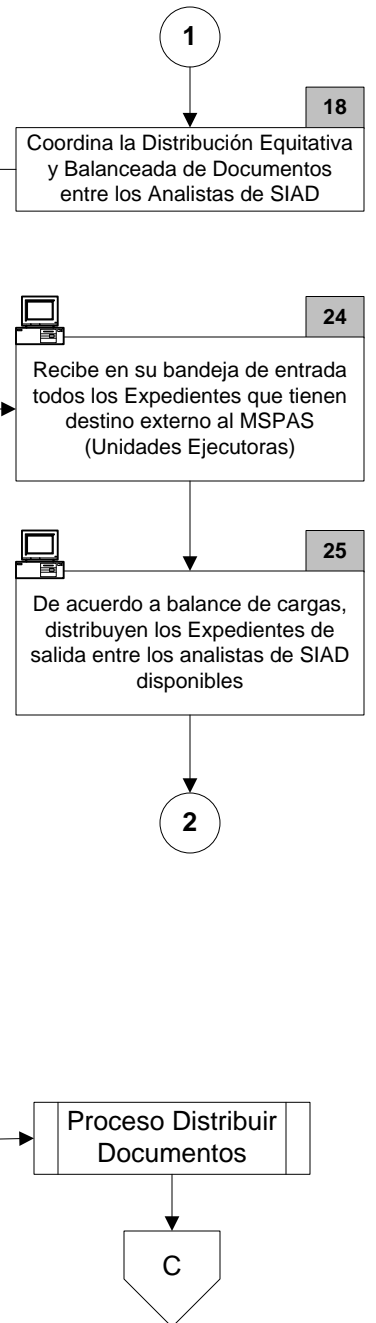 1
18
Coordina la Distribución Equitativa
y Balanceada de Documentos
entre los Analistas de SIAD
24
Recibe en su bandeja de entrada
todos los Expedientes que tienen
destino externo al MSPAS
(Unidades Ejecutoras)
25
De acuerdo a balance de cargas,
distribuyen los Expedientes de
salida entre los analistas de SIAD
disponibles
2
Proceso Distribuir
Documentos
C